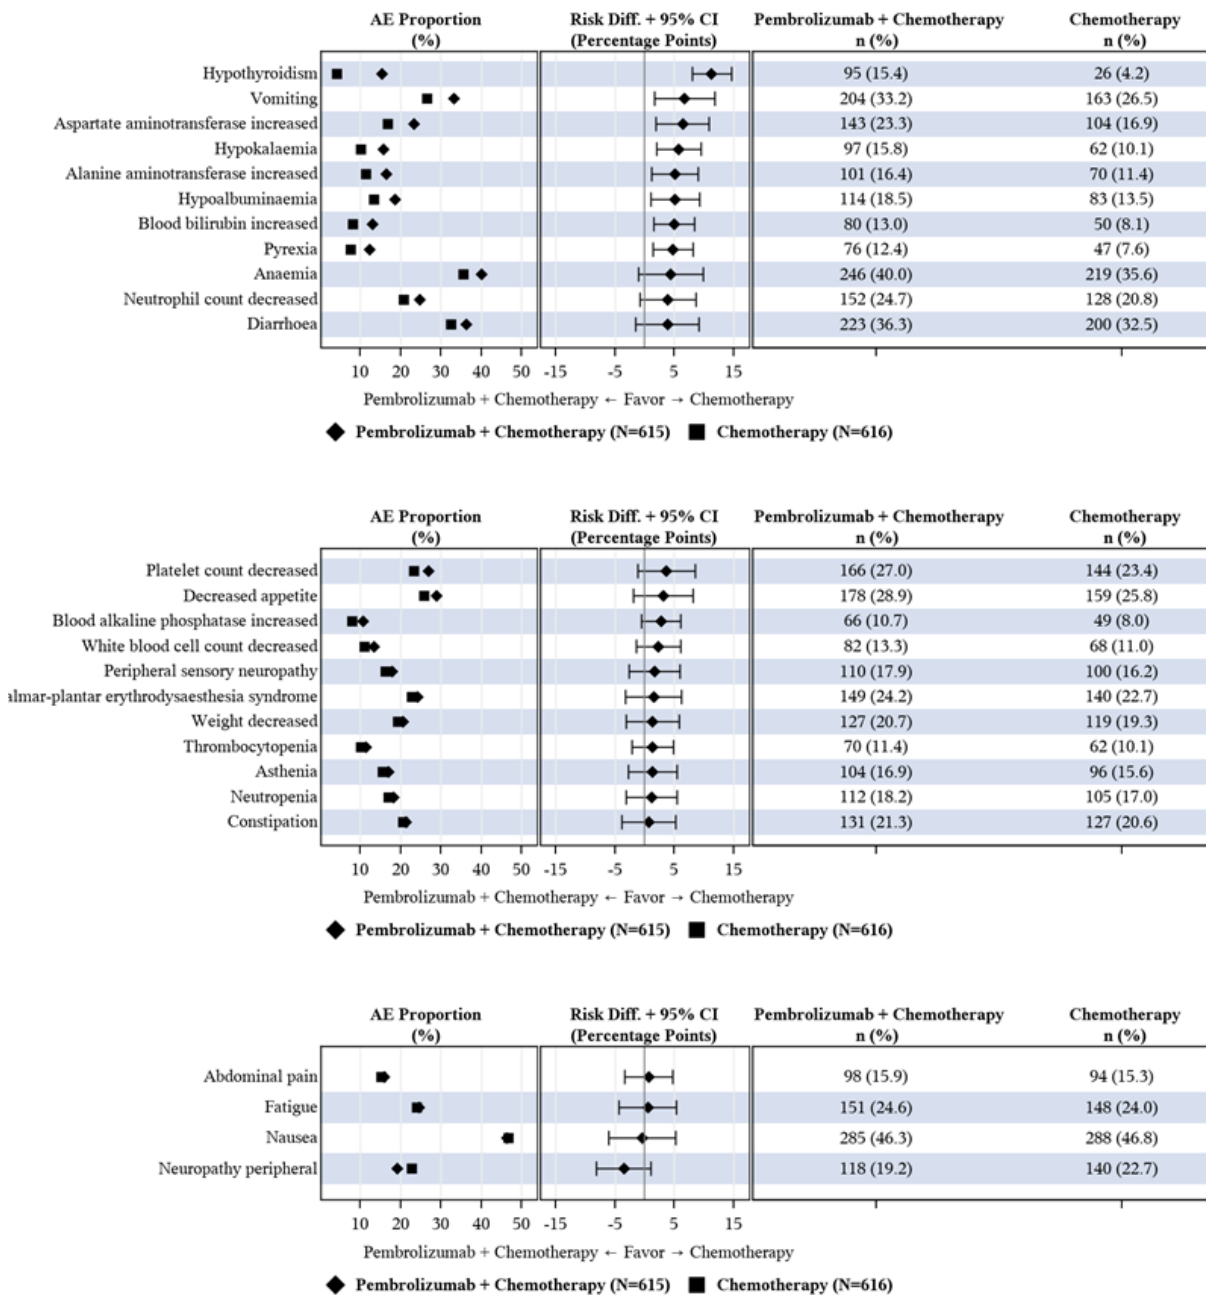 AE Proportion Risk Diff. + 95% CI Pembrolizumab + Chemotherapy Chemotherapy
(%) (Percentage Points) n (%) n (%)
Hypothyroidism 95 (15.4) 26 (4.2)
Vomiting 204 (33.2) 163 (26.5)
Aspartate aminotransferase increased 143 (23.3) 104 (16.9)
Hypokalaemia 97 (15.8) 62 (10.1)
Alanine aminotransferase increased 101 (16.4) 70 (11.4)
Hypoalbuminaemia 114 (18.5) 83 (13.5)
Blood bilirubin increased 80 (13.0) 50 (8.1)
Pyrexia 76 (12.4) 47 (7.6)
Anaemia 246 (40.0) 219 (35.6)
Neutrophil count decreased 152 (24.7) 128 (20.8)
Diarrhoea 223 (36.3) 200 (32.5)
10 20 30 40 50 -15 -5 5 15
Pembrolizumab + Chemotherapy ← Favor → Chemotherapy
Pembrolizumab + Chemotherapy (N=615) Chemotherapy (N=616)
AE Proportion Risk Diff. + 95% CI Pembrolizumab + Chemotherapy Chemotherapy
(%) (Percentage Points) n (%) n (%)
Platelet count decreased 166 (27.0) 144 (23.4)
Decreased appetite 178 (28.9) 159 (25.8)
Blood alkaline phosphatase increased 66 (10.7) 49 (8.0)
White blood cell count decreased 82 (13.3) 68 (11.0)
Peripheral sensory neuropathy 110 (17.9) 100 (16.2)
almar-plantar erythrodysaesthesia syndrome 149 (24.2) 140 (22.7)
Weight decreased 127 (20.7) 119 (19.3)
Thrombocytopenia 70 (11.4) 62 (10.1)
Asthenia 104 (16.9) 96 (15.6)
Neutropenia 112 (18.2) 105 (17.0)
Constipation 131 (21.3) 127 (20.6)
10 20 30 40 50 -15 -5 5 15
Pembrolizumab + Chemotherapy ← Favor → Chemotherapy
Pembrolizumab + Chemotherapy (N=615) Chemotherapy (N=616)
AE Proportion Risk Diff. + 95% CI Pembrolizumab + Chemotherapy Chemotherapy
(%) (Percentage Points) n (%) n (%)
Abdominal pain 98 (15.9) 94 (15.3)
Fatigue 151 (24.6) 148 (24.0)
Nausea 285 (46.3) 288 (46.8)
Neuropathy peripheral 118 (19.2) 140 (22.7)
10 20 30 40 50 -15 -5 5 15
Pembrolizumab + Chemotherapy ← Favor → Chemotherapy
Pembrolizumab + Chemotherapy (N=615) Chemotherapy (N=616)